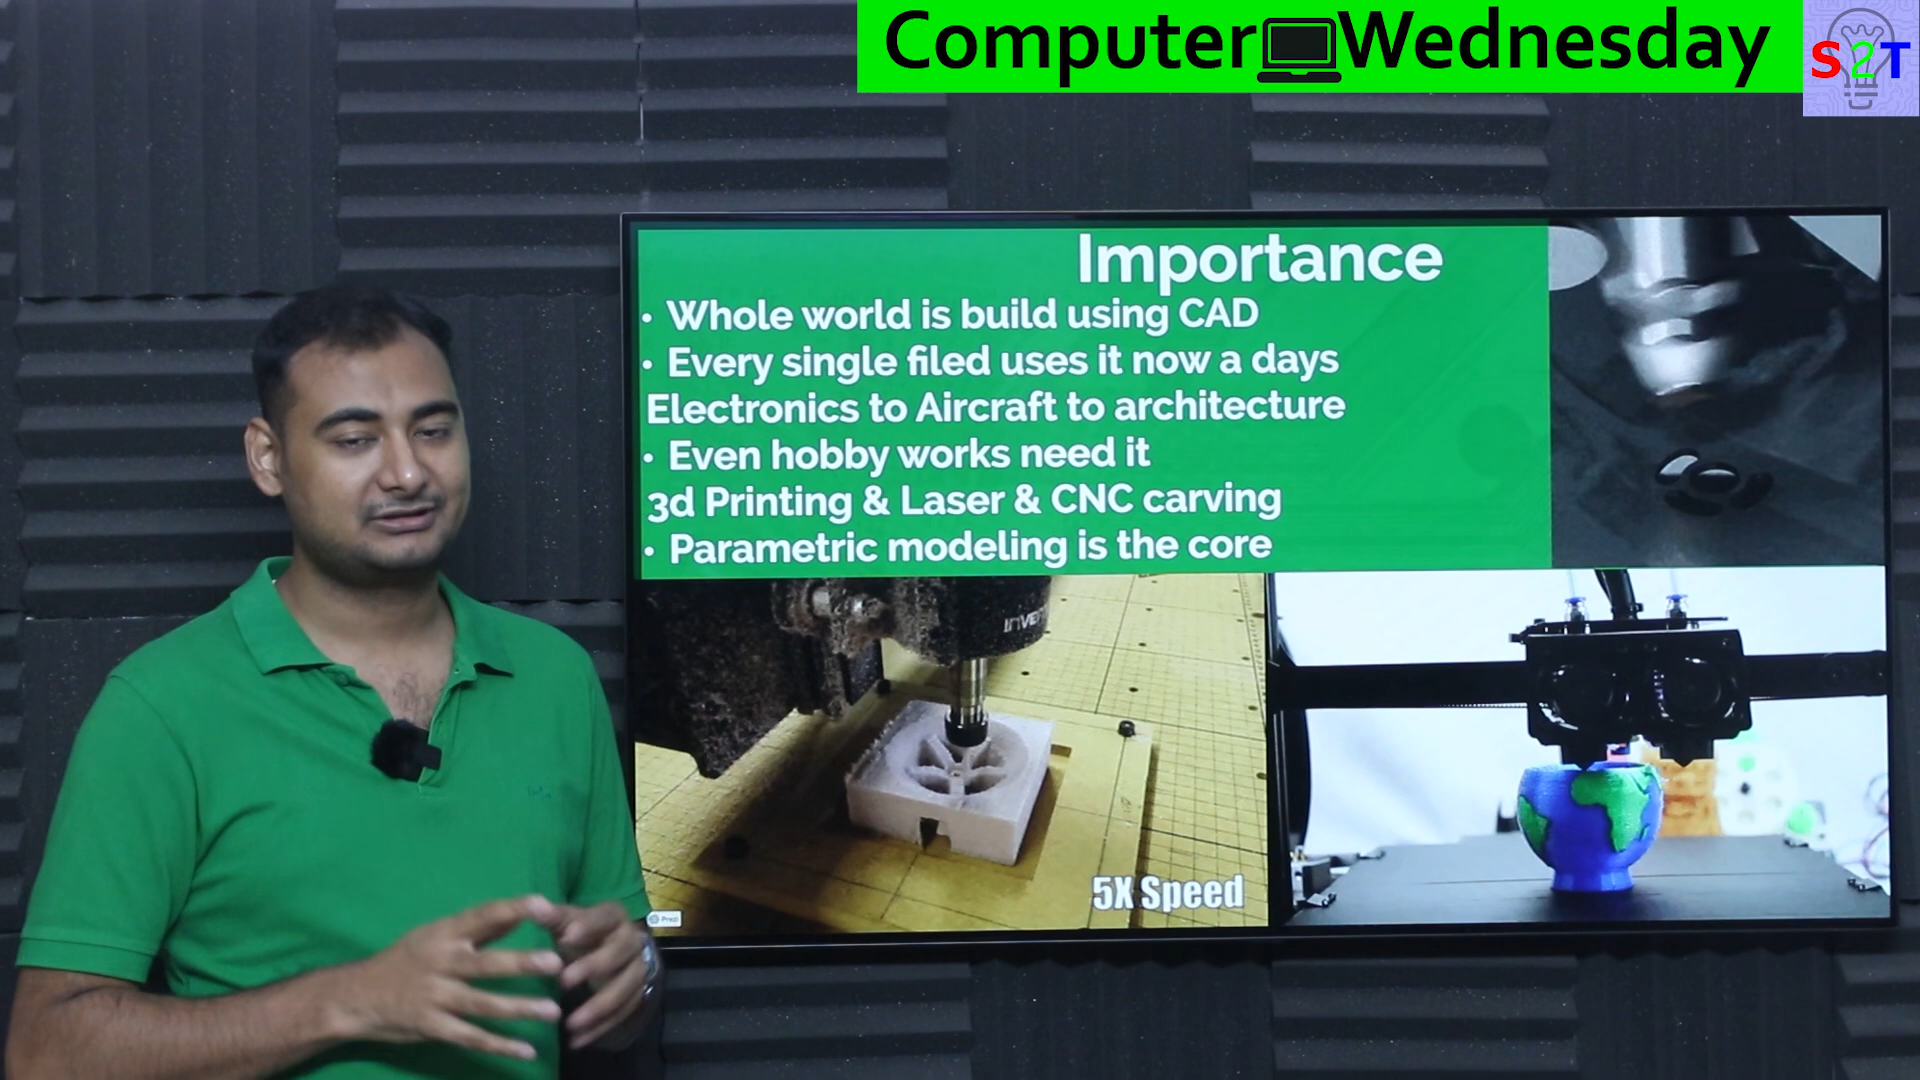 Computer Wednesday
S2T
Importance
• Whole world is build using CAD
• Every single filed uses it now a days
Electronics to Aircraft to architecture
• Even hobby works need it
3d Printing & Laser & CNC carving
• Parametric modeling is the core
5X Speed
Prezi